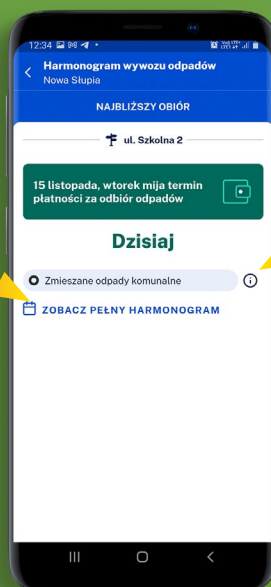 12:34
Harmonogram wywozu odpadów
Nowa Słupia
NAJBLIŻSZY OBIÓR
ul. Szkolna 2
15 listopada, wtorek mija termin
płatności za odbiór odpadów
Dzisiaj
Zmieszane odpady komunalne
ZOBACZ PEŁNY HARMONOGRAM